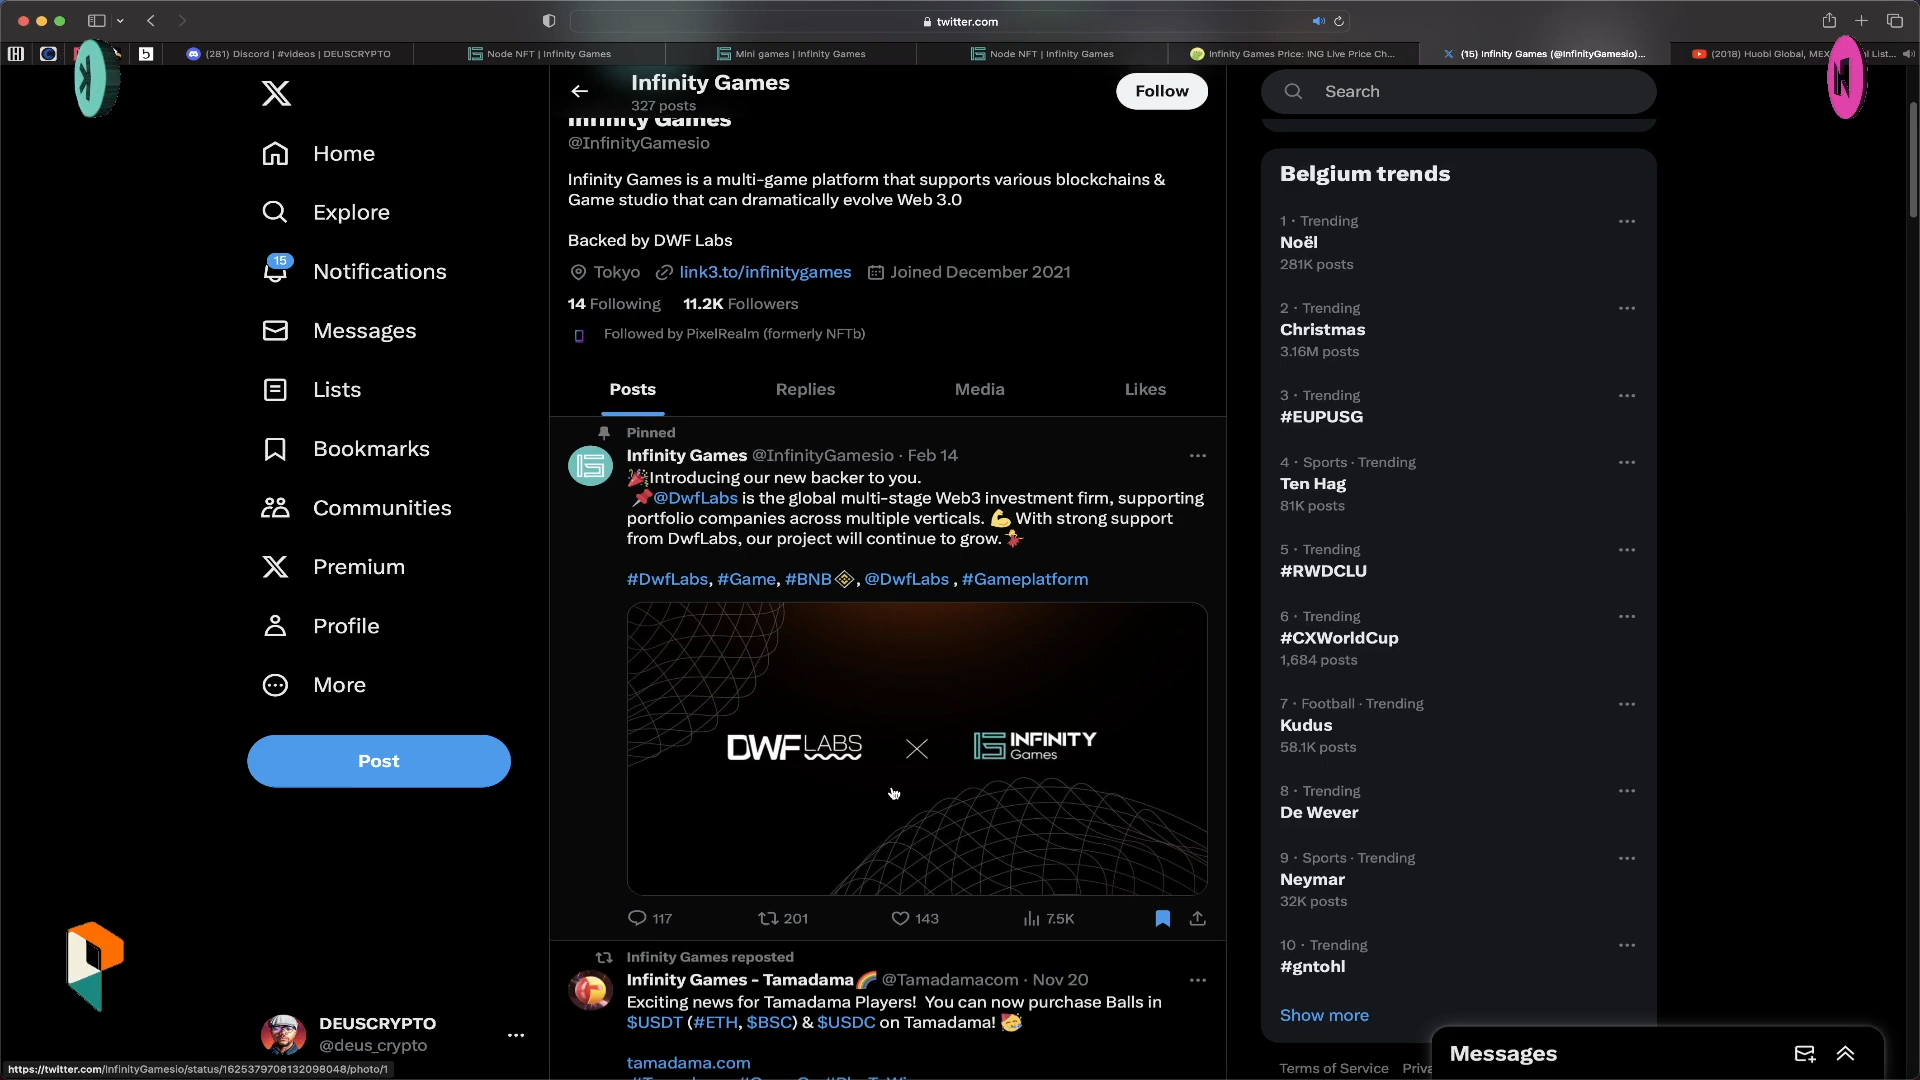 twitter.com
(281) Discord | #videos | DEUSCRYPTO
Node NFT | Infinity Games
Mini games | Infinity Games
Node NFT | Infinity Games
Infinity Games Price: ING Live Price Ch...
(15) Infinity Games (@InfinityGamesio)...
(2018) Huobi Global, MEX
List...
Home
Explore
15
Notifications
Messages
Lists
Bookmarks
Communities
Premium
Profile
More
Post
DEUSCRYPTO
@deus_crypto
https://twitter.com/InfinityGamesio/status/1625379708132098048/photo/1
Infinity Games
327 posts
Follow
Infinity Games
@InfinityGamesio
Infinity Games is a multi-game platform that supports various blockchains &
Game studio that can dramatically evolve Web 3.0
Backed by DWF Labs
Tokyo link3.to/infinitygames Joined December 2021
14 Following 11.2K Followers
Followed by PixelRealm (formerly NFTb)
Posts Replies Media Likes
Pinned
Infinity Games @InfinityGamesio · Feb 14
🎉Introducing our new backer to you.
📌@DwfLabs is the global multi-stage Web3 investment firm, supporting
portfolio companies across multiple verticals. 💪 With strong support
from DwfLabs, our project will continue to grow.
#DwfLabs, #Game, #BNB, @DwfLabs , #Gameplatform
DWF LABS
INFINITY
Games
117 201 143 7.5K
Infinity Games reposted
Infinity Games - Tamadama🌈 @Tamadamacom · Nov 20
Exciting news for Tamadama Players! You can now purchase Balls in
$USDT (#ETH, $BSC) & $USDC on Tamadama! 🥳
tamadama.com
Search
Belgium trends
1 · Trending
Noël
281K posts
2 · Trending
Christmas
3.16M posts
3 · Trending
#EUPUSG
4 · Sports · Trending
Ten Hag
81K posts
5 · Trending
#RWDCLU
6 · Trending
#CXWorldCup
1,684 posts
7 · Football · Trending
Kudus
58.1K posts
8 · Trending
De Wever
9 · Sports · Trending
Neymar
32K posts
10 · Trending
#gntohl
Show more
Terms of Service
Messages